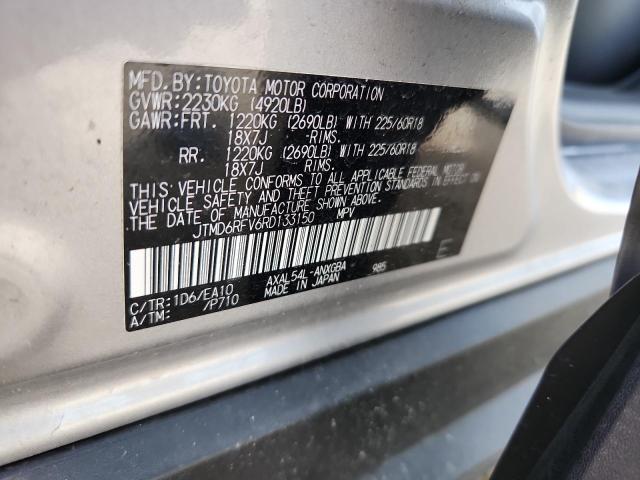 MFD. BY: TOYOTA MOTOR CORPORATION
GVWR: 2230KG (4920LB)
GAWR: FRT. 1220KG (2690LB) WITH 225/60R18
18X7J RIMS.
RR. 1220KG (2690LB) WITH 225/60R18
18X7J RIMS.
THIS VEHICLE CONFORMS TO ALL APPLICABLE FEDERAL MOTOR
VEHICLE SAFETY AND THEFT PREVENTION STANDARDS IN EFFECT ON
THE DATE OF MANUFACTURE SHOWN ABOVE.
JTMD6RFV6RD133150 MPV
C/TR: 1D6/EA10 AXAL54L-ANXGBA 985 E
A/TM: /P710 MADE IN JAPAN